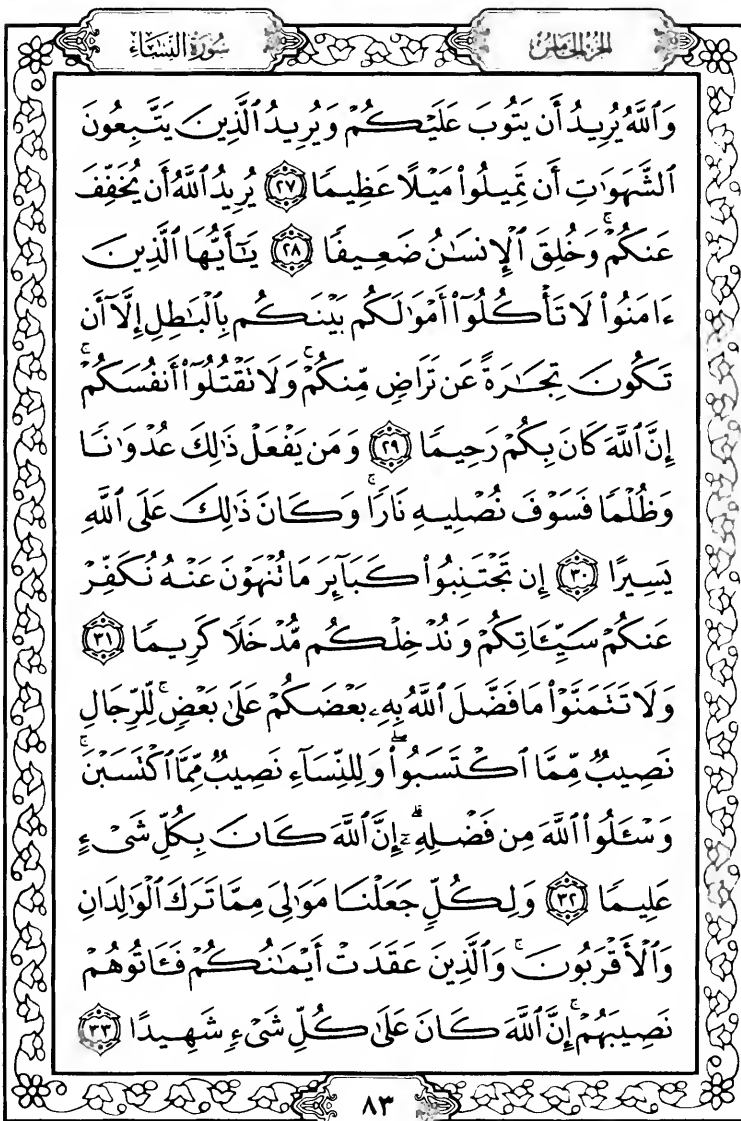 الجزء الخامس
سورة النساء
وَٱللَّهُ يُرِيدُ أَن يَتُوبَ عَلَيْكُمْ وَيُرِيدُ ٱلَّذِينَ يَتَّبِعُونَ
ٱلشَّهَوَٰتِ أَن تَمِيلُوا۟ مَيْلًا عَظِيمًا ٢٧ يُرِيدُ ٱللَّهُ أَن يُخَفِّفَ
عَنكُمْ ۚ وَخُلِقَ ٱلْإِنسَٰنُ ضَعِيفًا ٢٨ يَٰٓأَيُّهَا ٱلَّذِينَ
ءَامَنُوا۟ لَا تَأْكُلُوٓا۟ أَمْوَٰلَكُم بَيْنَكُم بِٱلْبَٰطِلِ إِلَّآ أَن
تَكُونَ تِجَٰرَةً عَن تَرَاضٍ مِّنكُمْ ۚ وَلَا تَقْتُلُوٓا۟ أَنفُسَكُمْ ۚ
إِنَّ ٱللَّهَ كَانَ بِكُمْ رَحِيمًا ٢٩ وَمَن يَفْعَلْ ذَٰلِكَ عُدْوَٰنًا
وَظُلْمًا فَسَوْفَ نُصْلِيهِ نَارًا ۚ وَكَانَ ذَٰلِكَ عَلَى ٱللَّهِ
يَسِيرًا ٣٠ إِن تَجْتَنِبُوا۟ كَبَآئِرَ مَا تُنْهَوْنَ عَنْهُ نُكَفِّرْ
عَنكُمْ سَيِّـَٔاتِكُمْ وَنُدْخِلْكُم مُّدْخَلًا كَرِيمًا ٣١
وَلَا تَتَمَنَّوْا۟ مَا فَضَّلَ ٱللَّهُ بِهِۦ بَعْضَكُمْ عَلَىٰ بَعْضٍ ۚ لِّلرِّجَالِ
نَصِيبٌ مِّمَّا ٱكْتَسَبُوا۟ ۖ وَلِلنِّسَآءِ نَصِيبٌ مِّمَّا ٱكْتَسَبْنَ ۚ
وَسْـَٔلُوا۟ ٱللَّهَ مِن فَضْلِهِۦٓ ۗ إِنَّ ٱللَّهَ كَانَ بِكُلِّ شَىْءٍ
عَلِيمًا ٣٢ وَلِكُلٍّ جَعَلْنَا مَوَٰلِىَ مِمَّا تَرَكَ ٱلْوَٰلِدَانِ
وَٱلْأَقْرَبُونَ ۚ وَٱلَّذِينَ عَقَدَتْ أَيْمَٰنُكُمْ فَـَٔاتُوهُمْ
نَصِيبَهُمْ ۚ إِنَّ ٱللَّهَ كَانَ عَلَىٰ كُلِّ شَىْءٍ شَهِيدًا ٣٣
٨٣